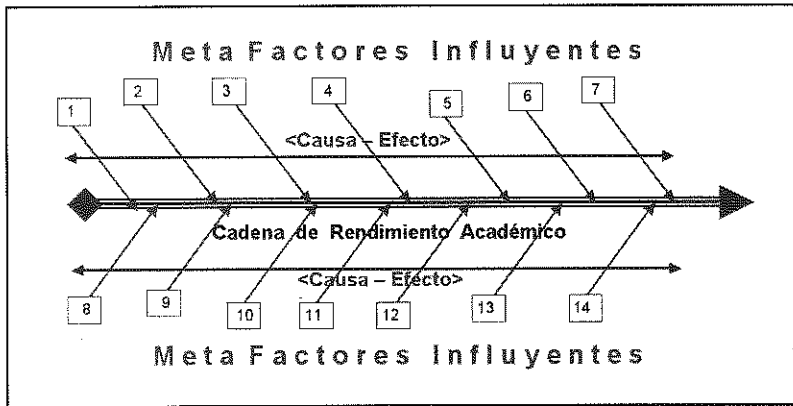 Meta Factores Influyentes
1 2 3 4 5 6 7
<Causa – Efecto>
Cadena de Rendimiento Académico
<Causa – Efecto>
8 9 10 11 12 13 14
Meta Factores Influyentes